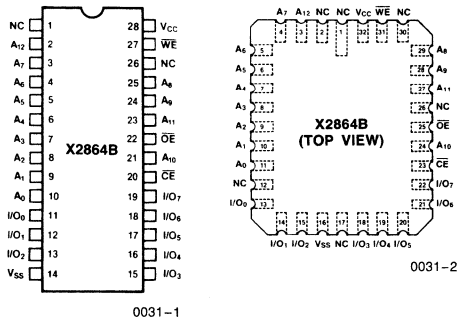 NC 1 28 VCC
A12 2 27 WE
A7 3 26 NC
A6 4 25 A8
A5 5 24 A9
A4 6 23 A11
A3 7 22 OE
A2 8 21 A10
A1 9 20 CE
A0 10 19 I/O7
I/O0 11 18 I/O6
I/O1 12 17 I/O5
I/O2 13 16 I/O4
VSS 14 15 I/O3
X2864B
0031-1
A7 A12 NC NC VCC WE NC
4 3 2 1 32 31 30
A6 5 29 A8
A5 6 28 A9
A4 7 27 A11
A3 8 26 NC
A2 9 25 OE
A1 10 24 A10
A0 11 23 CE
NC 12 22 I/O7
I/O0 13 21 I/O6
X2864B
(TOP VIEW)
14 15 16 17 18 19 20
I/O1 I/O2 VSS NC I/O3 I/O4 I/O5
0031-2